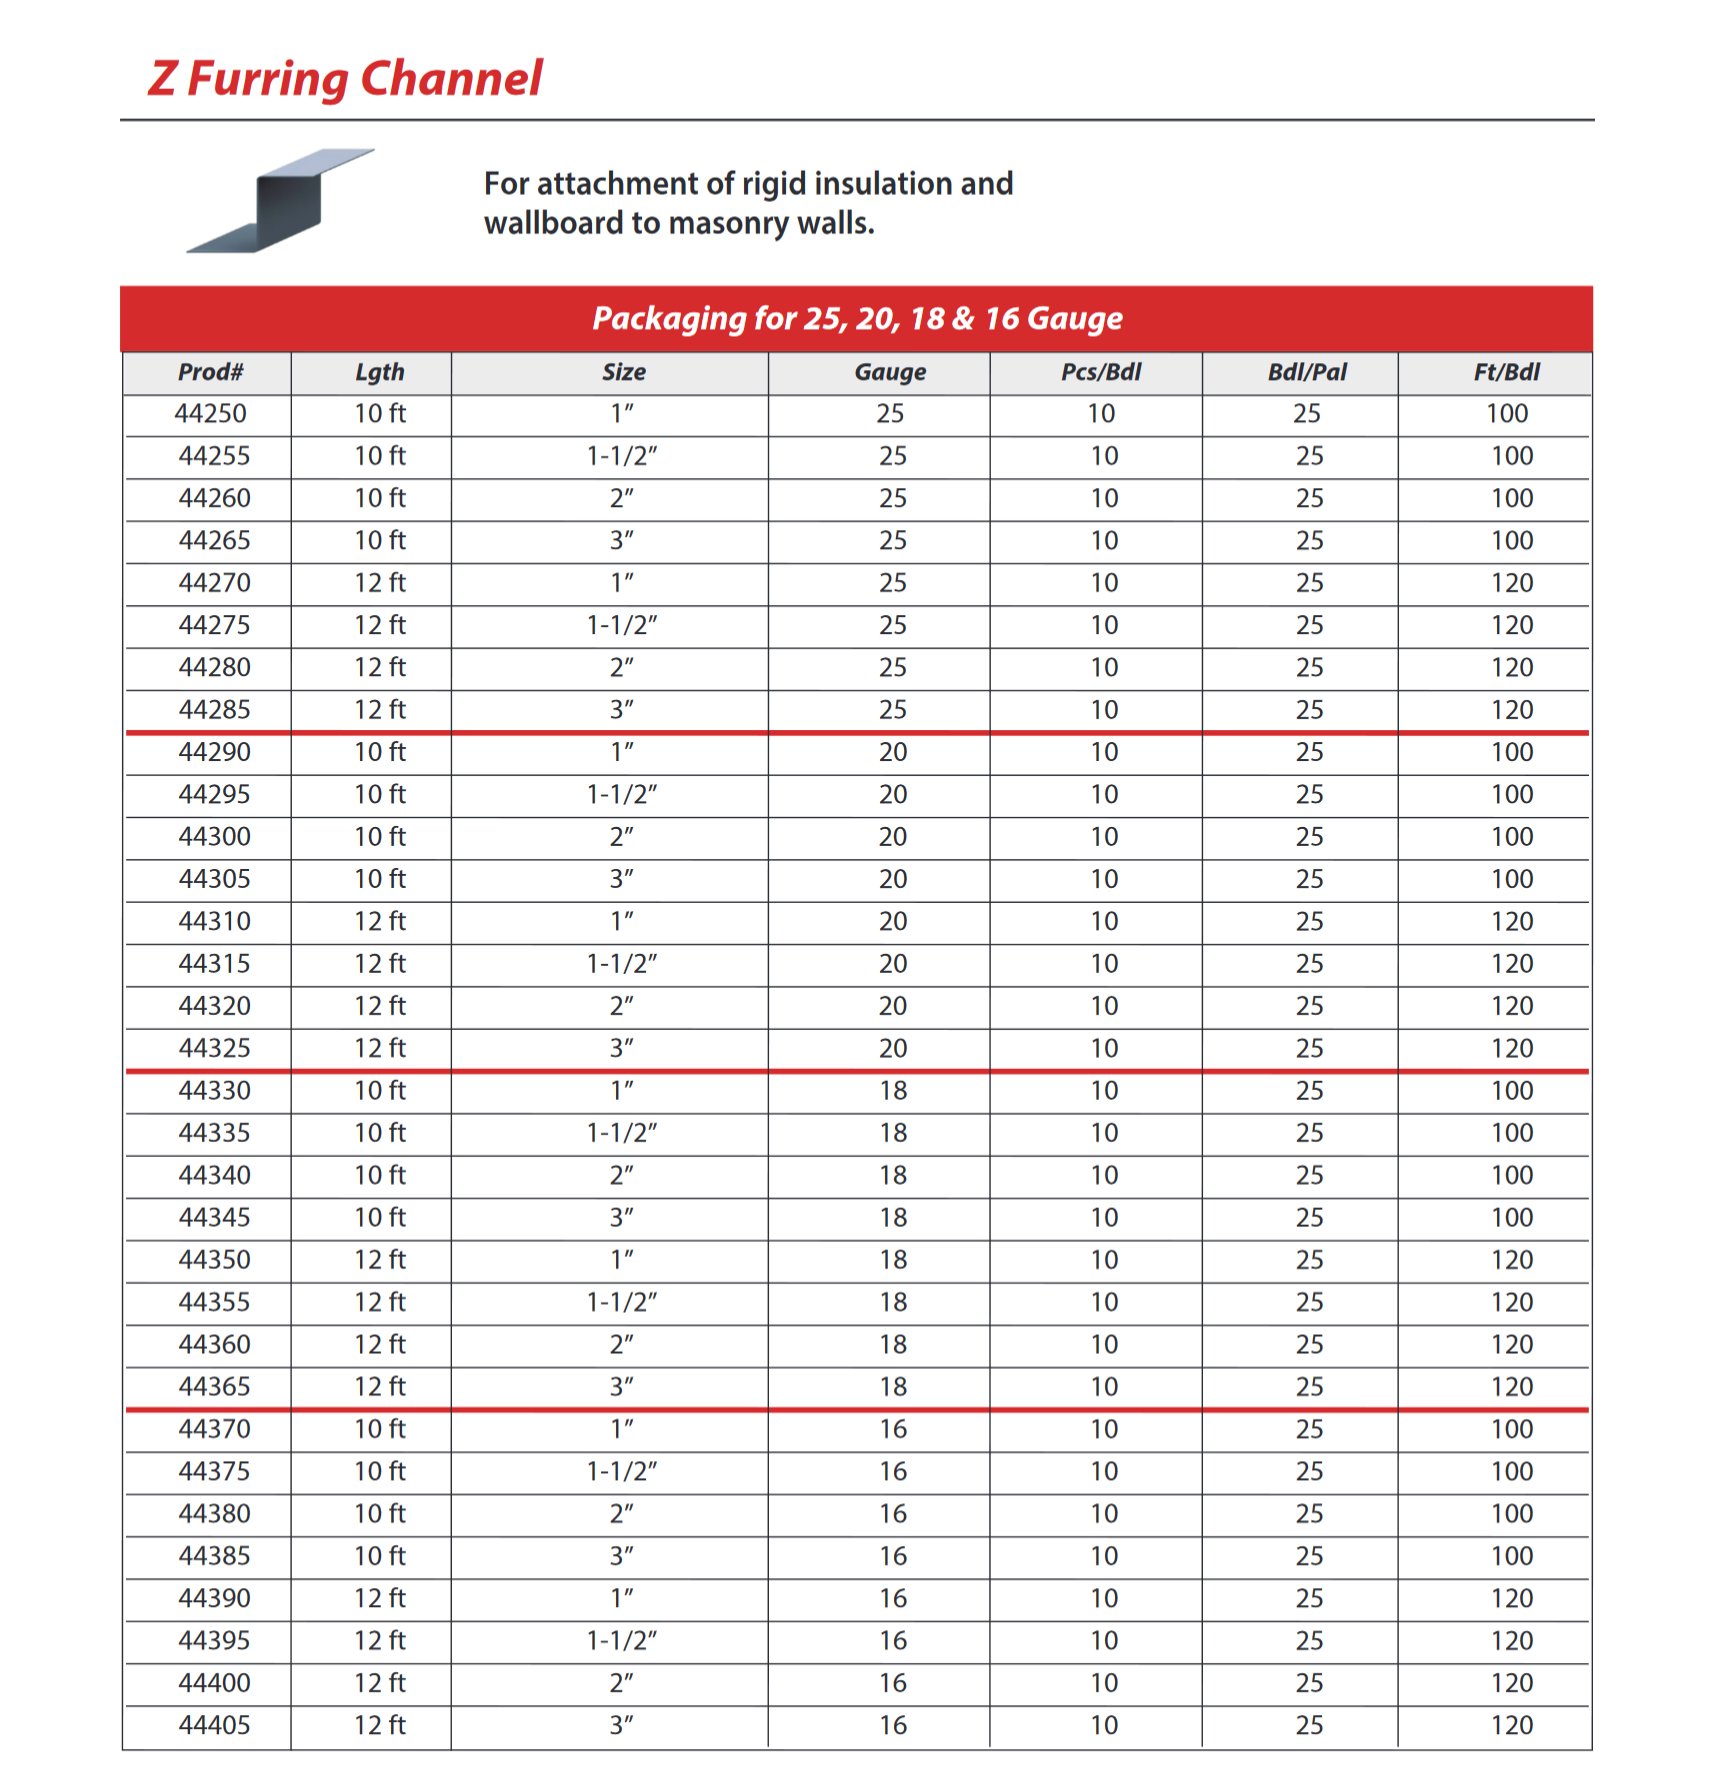 Z Furring Channel
For attachment of rigid insulation and
wallboard to masonry walls.
Packaging for 25, 20, 18 & 16 Gauge
Prod# Lgth Size Gauge Pcs/Bdl Bdl/Pal Ft/Bdl
44250 10 ft 1” 25 10 25 100
44255 10 ft 1-1/2” 25 10 25 100
44260 10 ft 2” 25 10 25 100
44265 10 ft 3” 25 10 25 100
44270 12 ft 1” 25 10 25 120
44275 12 ft 1-1/2” 25 10 25 120
44280 12 ft 2” 25 10 25 120
44285 12 ft 3” 25 10 25 120
44290 10 ft 1” 20 10 25 100
44295 10 ft 1-1/2” 20 10 25 100
44300 10 ft 2” 20 10 25 100
44305 10 ft 3” 20 10 25 100
44310 12 ft 1” 20 10 25 120
44315 12 ft 1-1/2” 20 10 25 120
44320 12 ft 2” 20 10 25 120
44325 12 ft 3” 20 10 25 120
44330 10 ft 1” 18 10 25 100
44335 10 ft 1-1/2” 18 10 25 100
44340 10 ft 2” 18 10 25 100
44345 10 ft 3” 18 10 25 100
44350 12 ft 1” 18 10 25 120
44355 12 ft 1-1/2” 18 10 25 120
44360 12 ft 2” 18 10 25 120
44365 12 ft 3” 18 10 25 120
44370 10 ft 1” 16 10 25 100
44375 10 ft 1-1/2” 16 10 25 100
44380 10 ft 2” 16 10 25 100
44385 10 ft 3” 16 10 25 100
44390 12 ft 1” 16 10 25 120
44395 12 ft 1-1/2” 16 10 25 120
44400 12 ft 2” 16 10 25 120
44405 12 ft 3” 16 10 25 120